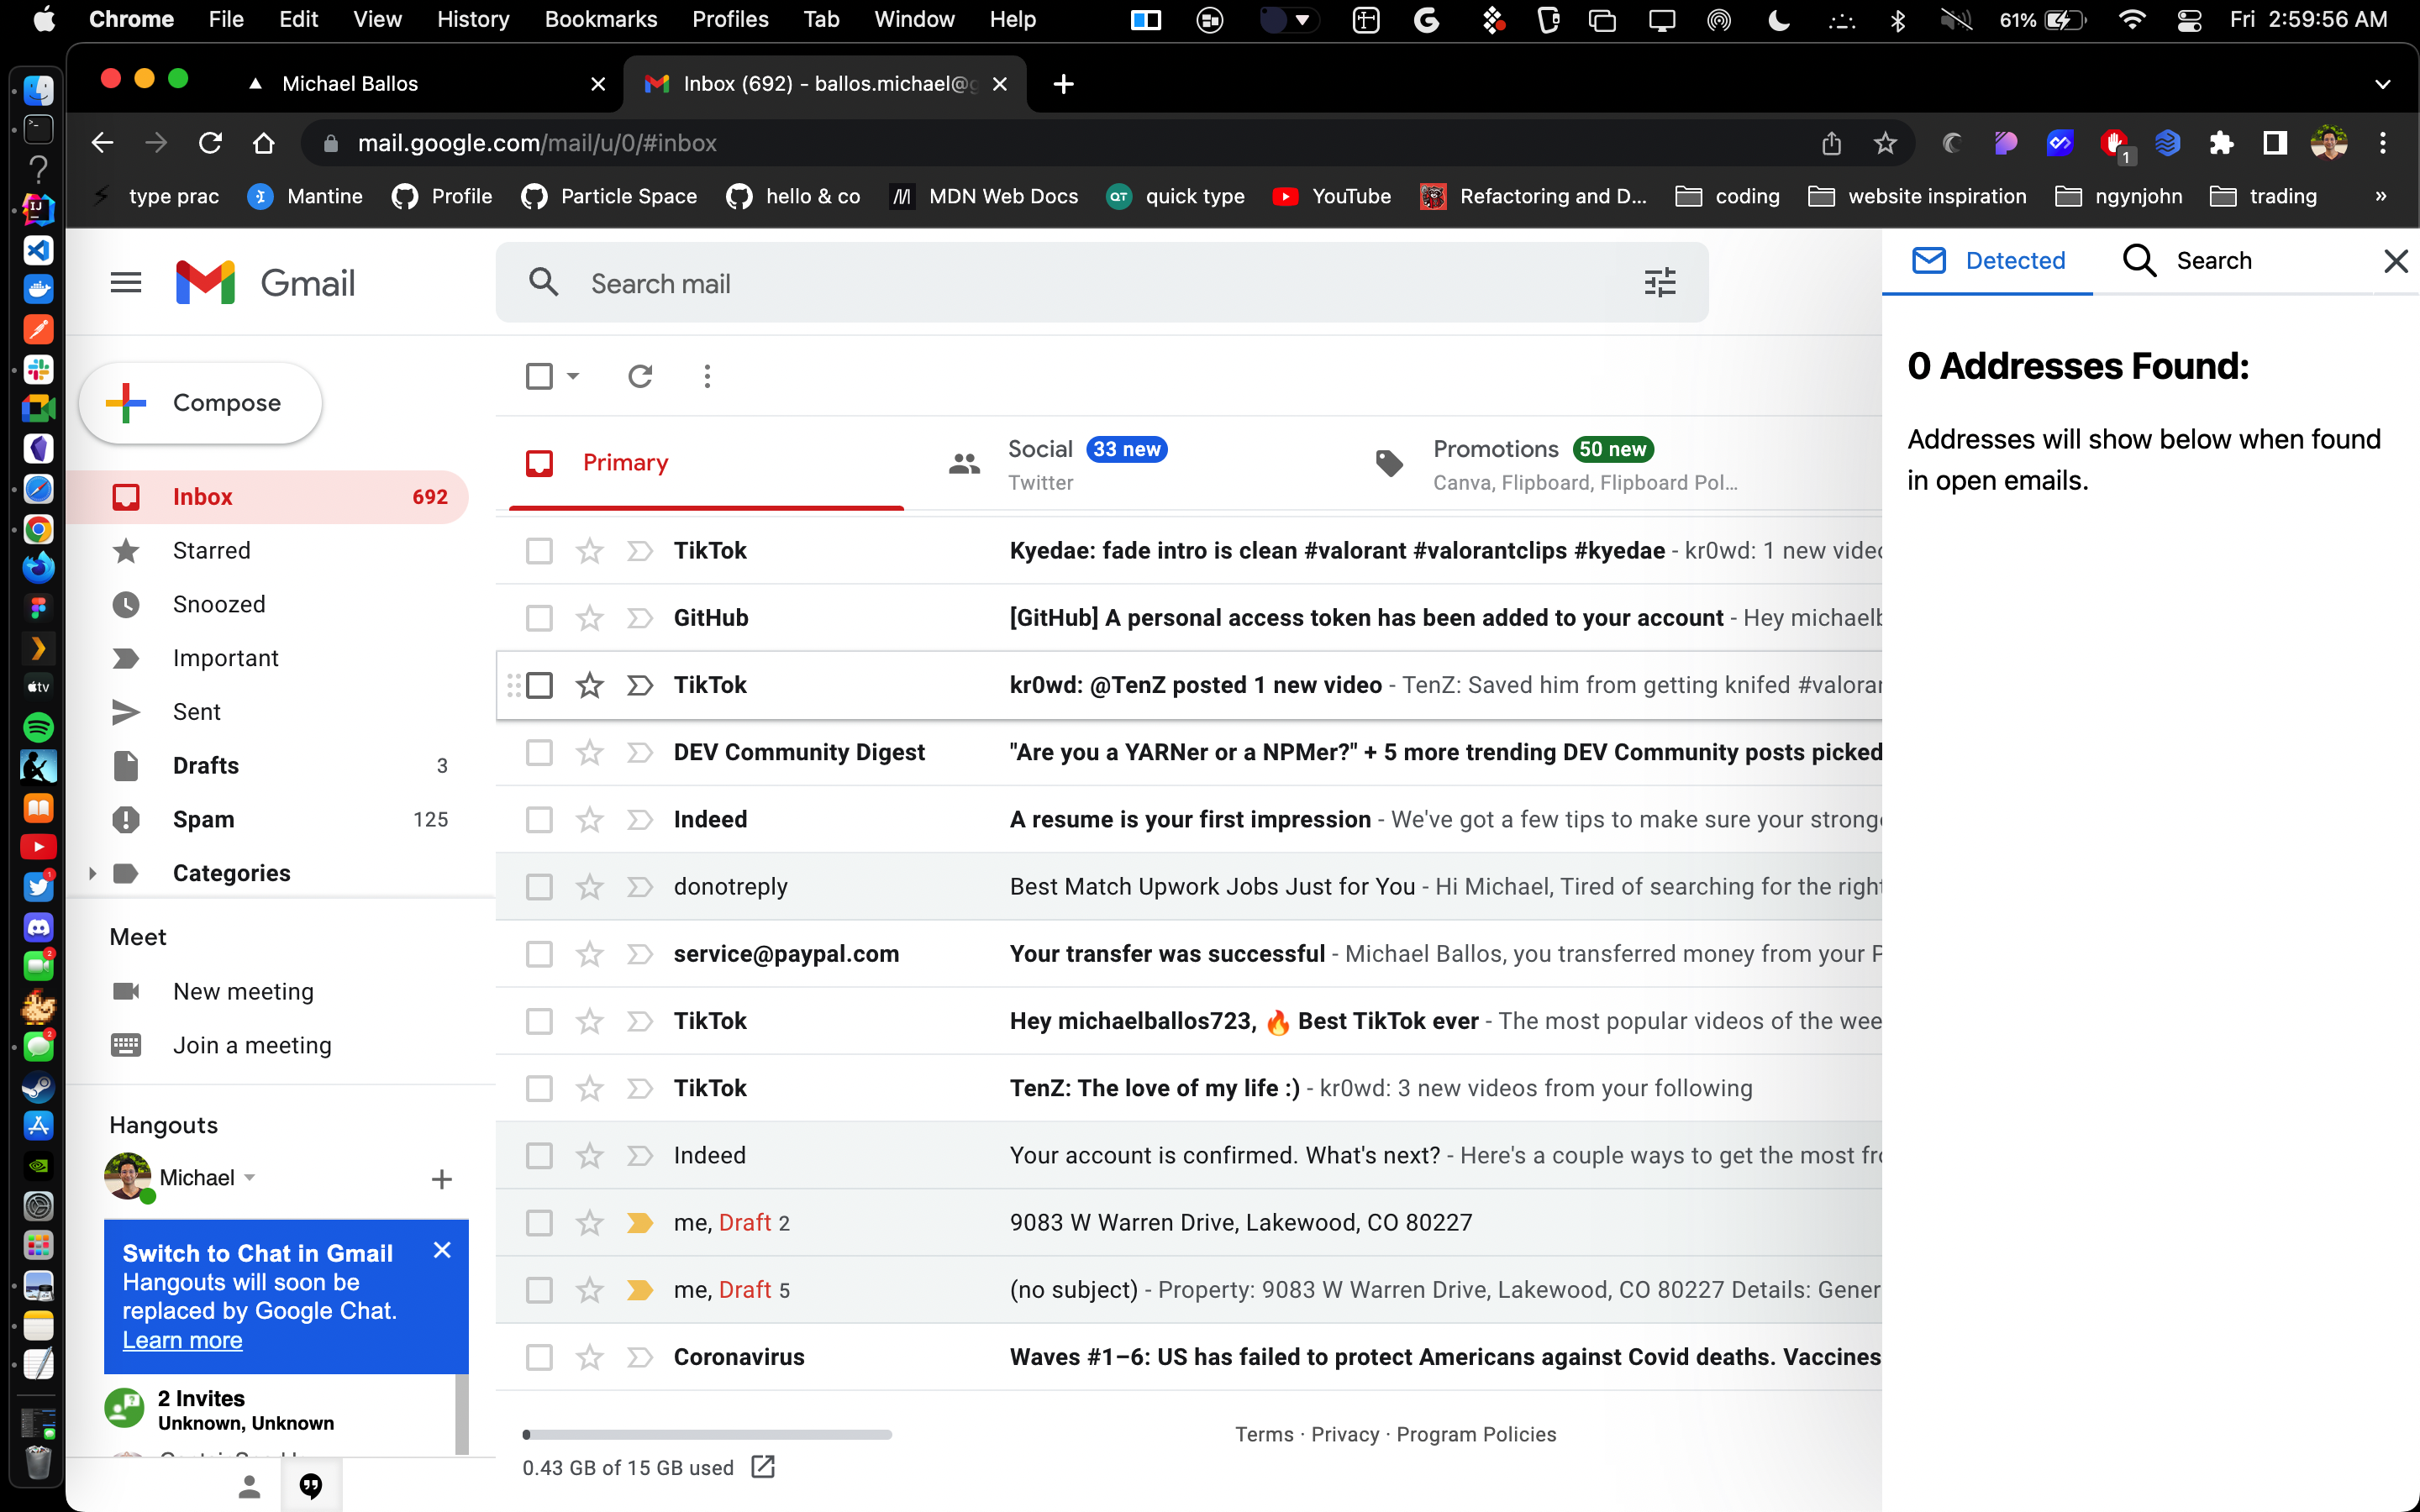 Chrome File Edit View History Bookmarks Profiles Tab Window Help 61% Fri 2:59:56 AM
Michael Ballos
Inbox (692) - ballos.michael@g
mail.google.com/mail/u/0/#inbox
1
type prac Mantine Profile Particle Space hello & co MDN Web Docs QT quick type YouTube Refactoring and D... coding website inspiration ngynjohn trading »
Gmail
Search mail
Compose
Inbox 692
Starred
Snoozed
Important
Sent
Drafts 3
Spam 125
Categories
Meet
New meeting
Join a meeting
Hangouts
Michael
Switch to Chat in Gmail
Hangouts will soon be
replaced by Google Chat.
Learn more
2 Invites
Unknown, Unknown
Primary
Social 33 new
Twitter
Promotions 50 new
Canva, Flipboard, Flipboard Pol...
TikTok Kyedae: fade intro is clean #valorant #valorantclips #kyedae - kr0wd: 1 new video
GitHub [GitHub] A personal access token has been added to your account - Hey michaelb
TikTok kr0wd: @TenZ posted 1 new video - TenZ: Saved him from getting knifed #valorar
DEV Community Digest "Are you a YARNer or a NPMer?" + 5 more trending DEV Community posts picked
Indeed A resume is your first impression - We've got a few tips to make sure your stronge
donotreply Best Match Upwork Jobs Just for You - Hi Michael, Tired of searching for the right
service@paypal.com Your transfer was successful - Michael Ballos, you transferred money from your P
TikTok Hey michaelballos723, 🔥 Best TikTok ever - The most popular videos of the wee
TikTok TenZ: The love of my life :) - kr0wd: 3 new videos from your following
Indeed Your account is confirmed. What's next? - Here's a couple ways to get the most fro
me, Draft 2 9083 W Warren Drive, Lakewood, CO 80227
me, Draft 5 (no subject) - Property: 9083 W Warren Drive, Lakewood, CO 80227 Details: Gener
Coronavirus Waves #1–6: US has failed to protect Americans against Covid deaths. Vaccines
0.43 GB of 15 GB used
Terms · Privacy · Program Policies
Detected Search
0 Addresses Found:
Addresses will show below when found
in open emails.